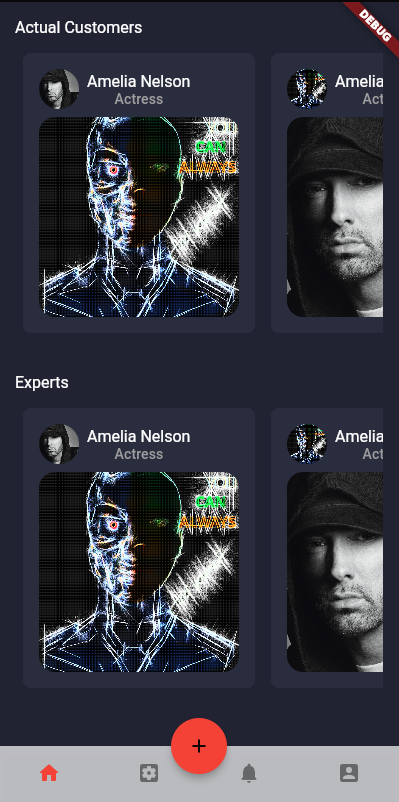 DEBUG
Actual Customers
Amelia Nelson
Actress
Amelia
Act
CAN
ALWAYS
Experts
Amelia Nelson
Actress
Amelia
Act
CAN
ALWAYS